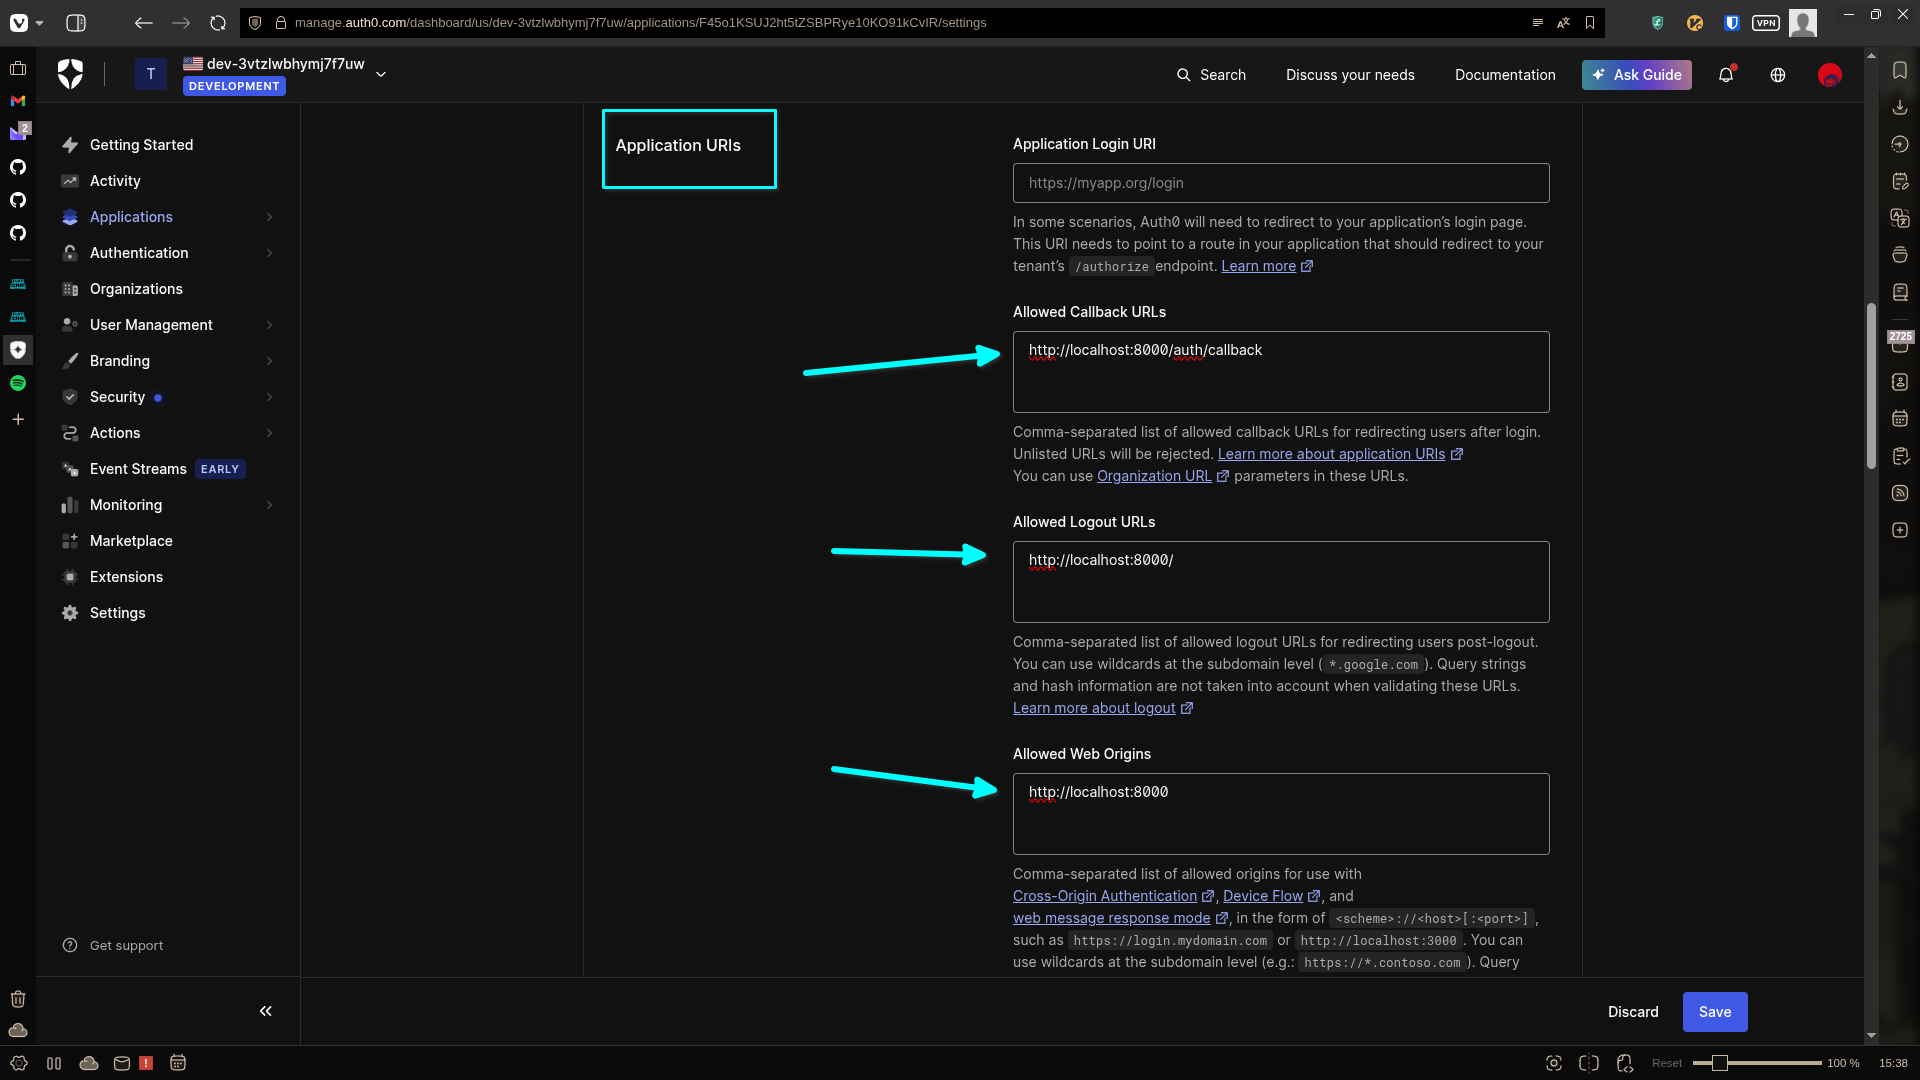 manage.auth0.com/dashboard/us/dev-3vtzlwbhymj7f7uw/applications/F45o1KSUJ2ht5tZSBPRye10KO91kCvIR/settings
VPN
T
dev-3vtzlwbhymj7f7uw
DEVELOPMENT
Search
Discuss your needs
Documentation
Ask Guide
2
Getting Started
Activity
Applications
Authentication
Organizations
User Management
Branding
Security
Actions
Event Streams EARLY
Monitoring
Marketplace
Extensions
Settings
Get support
Application URIs
Application Login URI
https://myapp.org/login
In some scenarios, Auth0 will need to redirect to your application's login page.
This URI needs to point to a route in your application that should redirect to your
tenant's /authorize endpoint. Learn more
Allowed Callback URLs
http://localhost:8000/auth/callback
Comma-separated list of allowed callback URLs for redirecting users after login.
Unlisted URLs will be rejected. Learn more about application URIs
You can use Organization URL parameters in these URLs.
Allowed Logout URLs
http://localhost:8000/
Comma-separated list of allowed logout URLs for redirecting users post-logout.
You can use wildcards at the subdomain level ( *.google.com ). Query strings
and hash information are not taken into account when validating these URLs.
Learn more about logout
Allowed Web Origins
http://localhost:8000
Comma-separated list of allowed origins for use with
Cross-Origin Authentication , Device Flow , and
web message response mode , in the form of <scheme>://<host>[:<port>] ,
such as https://login.mydomain.com or http://localhost:3000 . You can
use wildcards at the subdomain level (e.g.: https://*.contoso.com ). Query
Discard
Save
2725
Reset
100 %
15:38